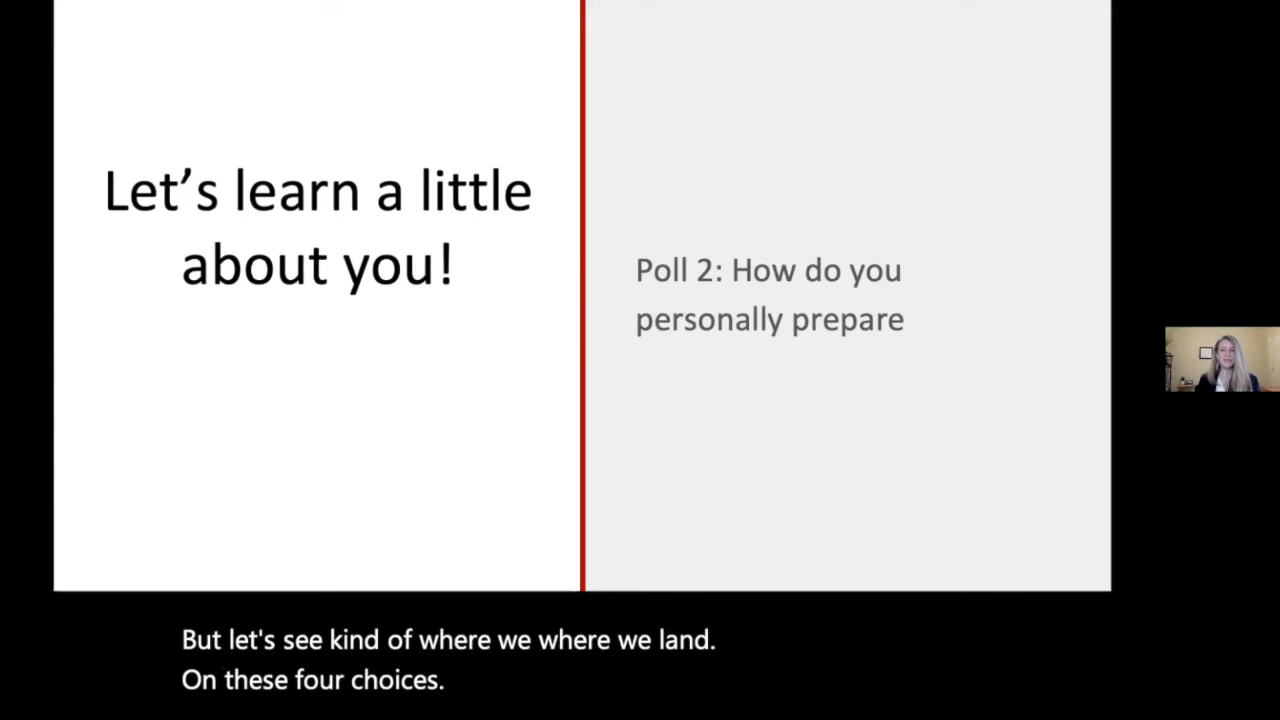 Let’s learn a little
about you!
Poll 2: How do you
personally prepare
But let's see kind of where we where we land.
On these four choices.